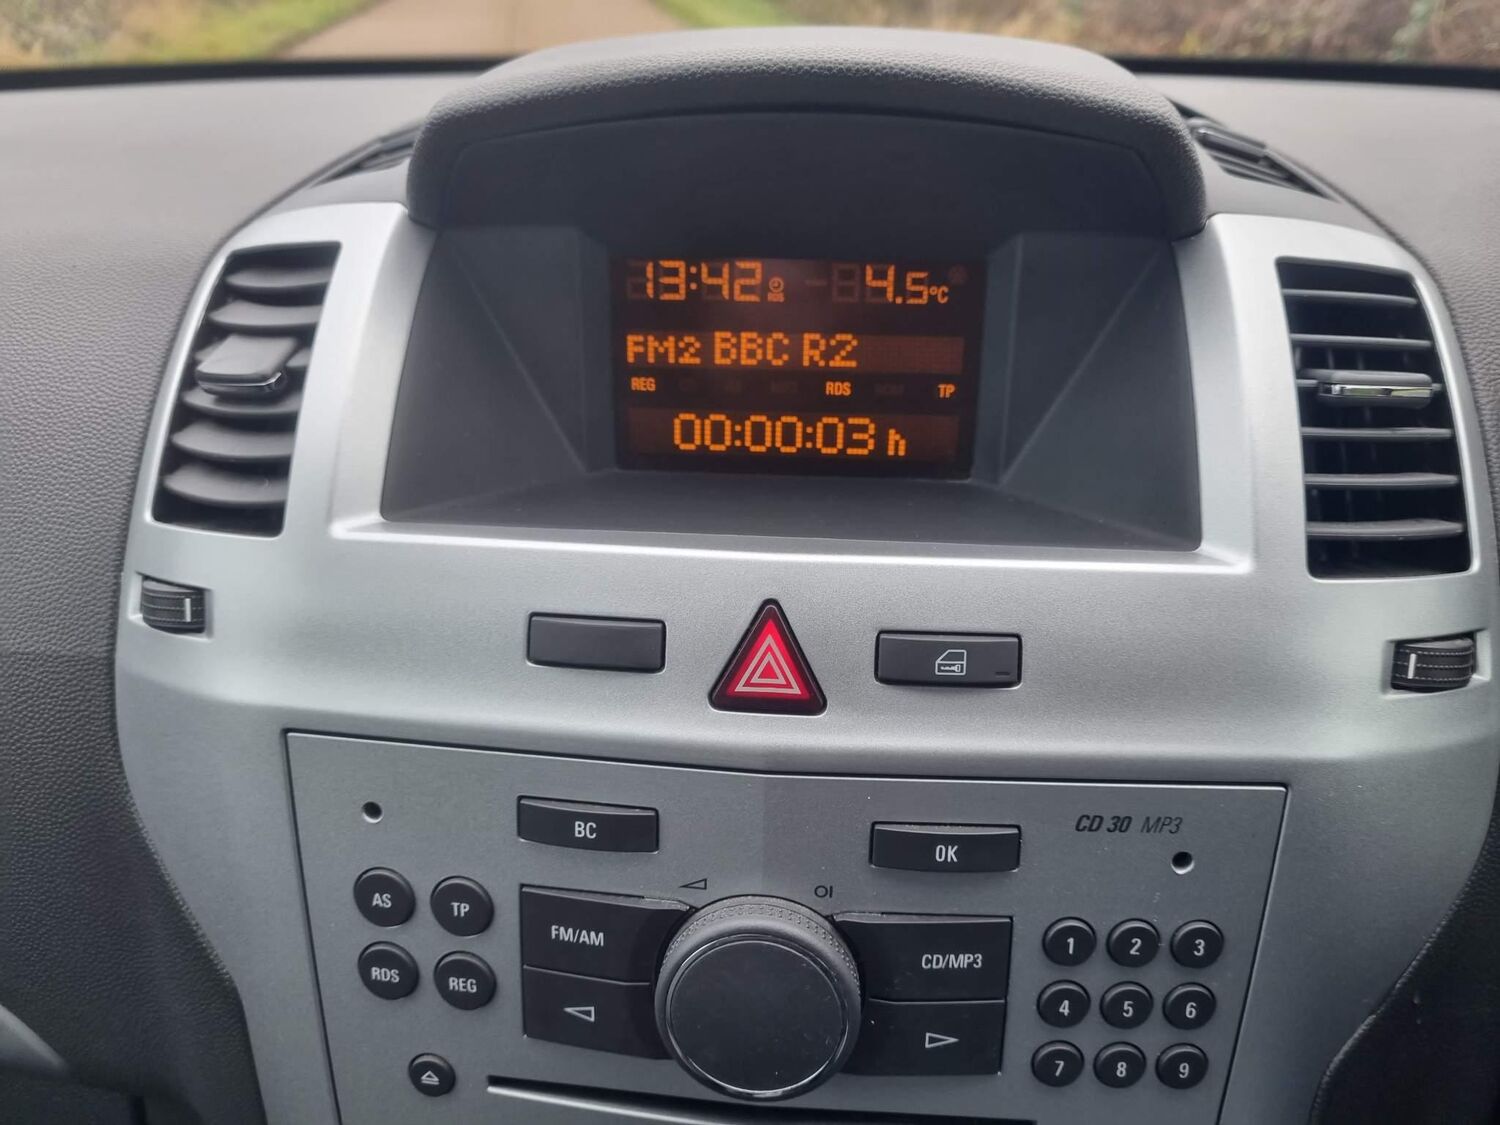 13:42 RDS 4.5°C
FM2 BBC R2
REG RDS TP
00:00:03 h
CD 30 MP3
BC
OK
AS
TP
FM/AM
CD/MP3
RDS
REG
1 2 3
4 5 6
7 8 9